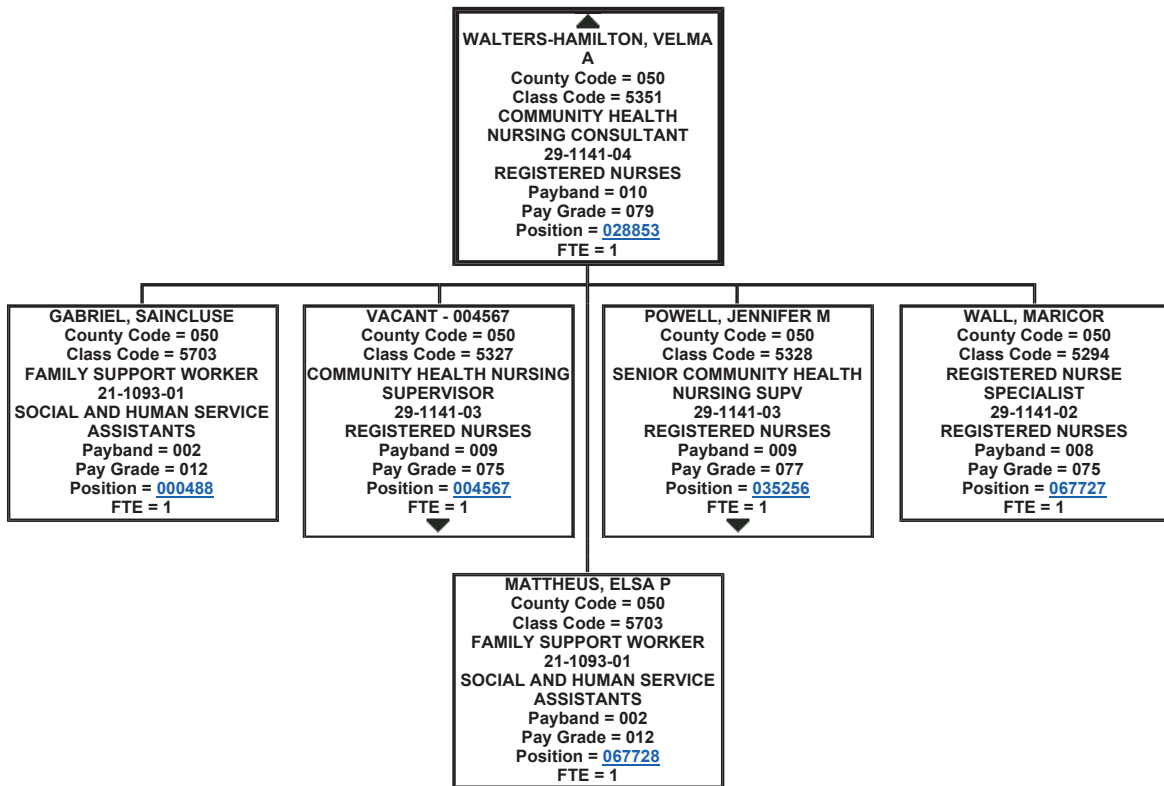 WALTERS-HAMILTON, VELMA
A
County Code = 050
Class Code = 5351
COMMUNITY HEALTH
NURSING CONSULTANT
29-1141-04
REGISTERED NURSES
Payband = 010
Pay Grade = 079
Position = 028853
FTE = 1
GABRIEL, SAINCLUSE
County Code = 050
Class Code = 5703
FAMILY SUPPORT WORKER
21-1093-01
SOCIAL AND HUMAN SERVICE
ASSISTANTS
Payband = 002
Pay Grade = 012
Position = 000488
FTE = 1
VACANT - 004567
County Code = 050
Class Code = 5327
COMMUNITY HEALTH NURSING
SUPERVISOR
29-1141-03
REGISTERED NURSES
Payband = 009
Pay Grade = 075
Position = 004567
FTE = 1
POWELL, JENNIFER M
County Code = 050
Class Code = 5328
SENIOR COMMUNITY HEALTH
NURSING SUPV
29-1141-03
REGISTERED NURSES
Payband = 009
Pay Grade = 077
Position = 035256
FTE = 1
WALL, MARICOR
County Code = 050
Class Code = 5294
REGISTERED NURSE
SPECIALIST
29-1141-02
REGISTERED NURSES
Payband = 008
Pay Grade = 075
Position = 067727
FTE = 1
MATTHEUS, ELSA P
County Code = 050
Class Code = 5703
FAMILY SUPPORT WORKER
21-1093-01
SOCIAL AND HUMAN SERVICE
ASSISTANTS
Payband = 002
Pay Grade = 012
Position = 067728
FTE = 1